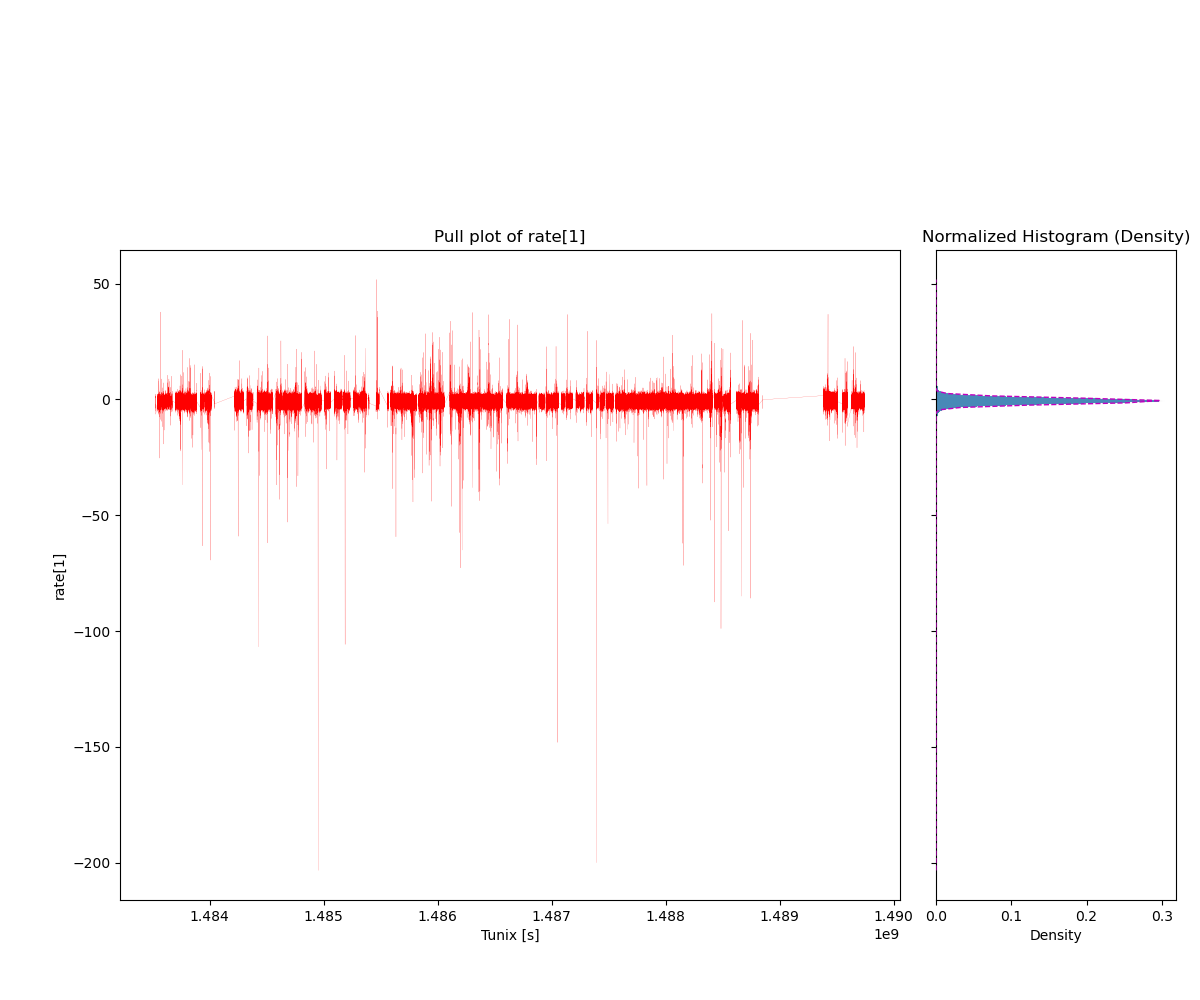 Pull plot of rate[1]
Normalized Histogram (Density)
50
0
−50
−100
−150
−200
rate[1]
1.484 1.485 1.486 1.487 1.488 1.489 1.490
1e9
Tunix [s]
0.0 0.1 0.2 0.3
Density